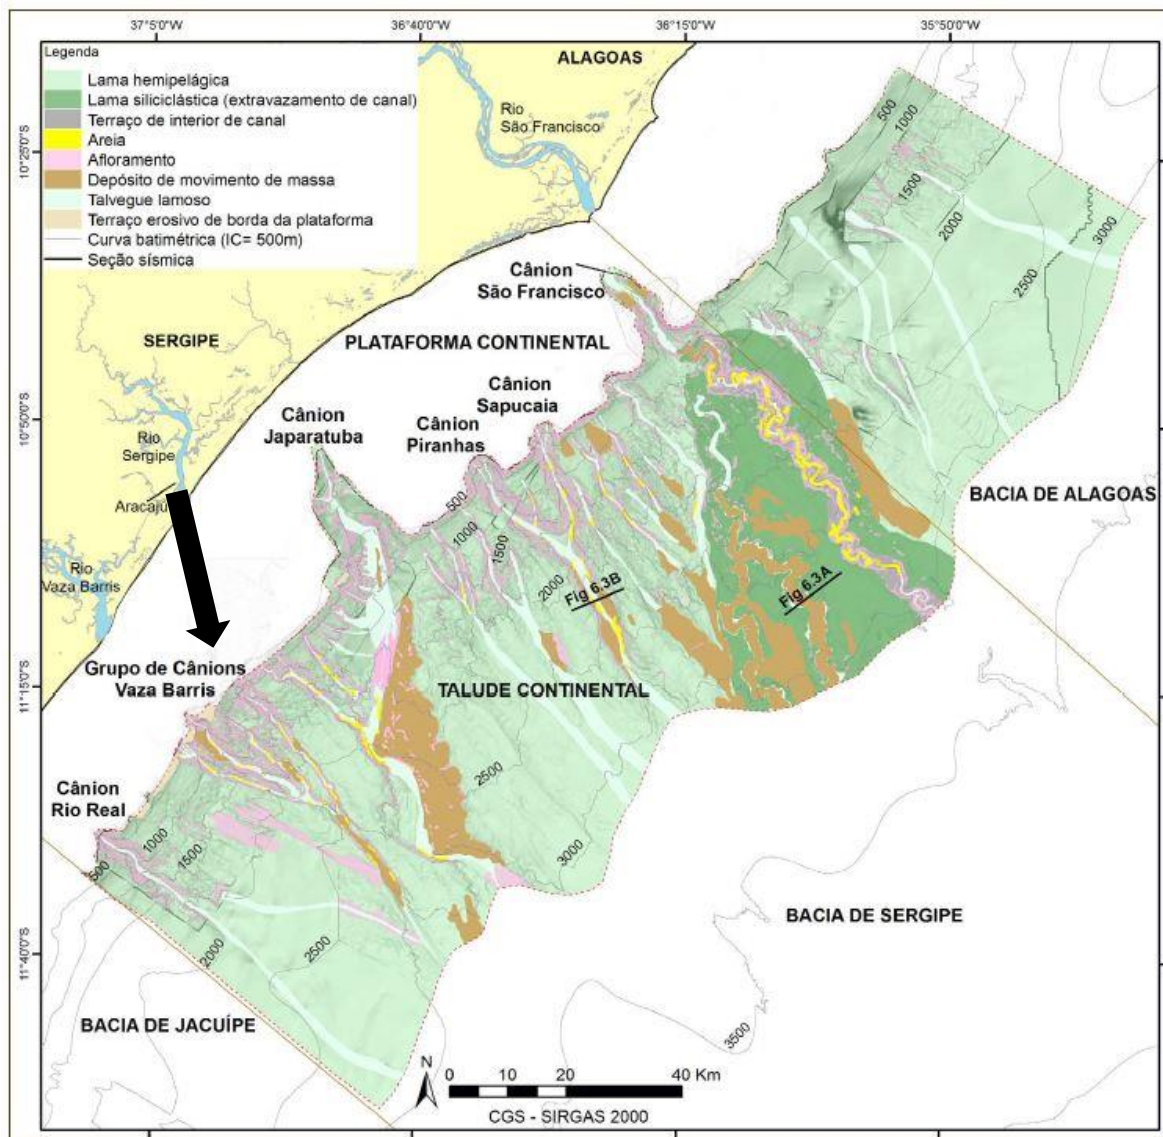 37°5'0"W
36°40'0"W
36°15'0"W
35°50'0"W
Legenda
Lama hemipelágica
Lama siliciclástica (extravazamento de canal)
Terraço de interior de canal
Areia
Afloramento
Depósito de movimento de massa
Talvegue lamoso
Terraço erosivo de borda da plataforma
Curva batimétrica (IC= 500m)
Seção sísmica
ALAGOAS
Rio
São Francisco
10°25'0"S
500
1000
1500
2000
2500
3000
Cânion
São Francisco
SERGIPE
PLATAFORMA CONTINENTAL
Cânion
Sapucaia
Cânion
Japaratuba
Cânion
Piranhas
10°50'0"S
Rio
Sergipe
Aracaju
BACIA DE ALAGOAS
500
1000
1500
2000
Rio
Vaza Barris
Fig 6.3B
Fig 6.3A
Grupo de Cânions
Vaza Barris
11°15'0"S
TALUDE CONTINENTAL
2500
3000
Cânion
Rio Real
500
1000
1500
2000
2500
BACIA DE SERGIPE
11°40'0"S
BACIA DE JACUÍPE
3500
N
0 10 20 40 Km
CGS - SIRGAS 2000